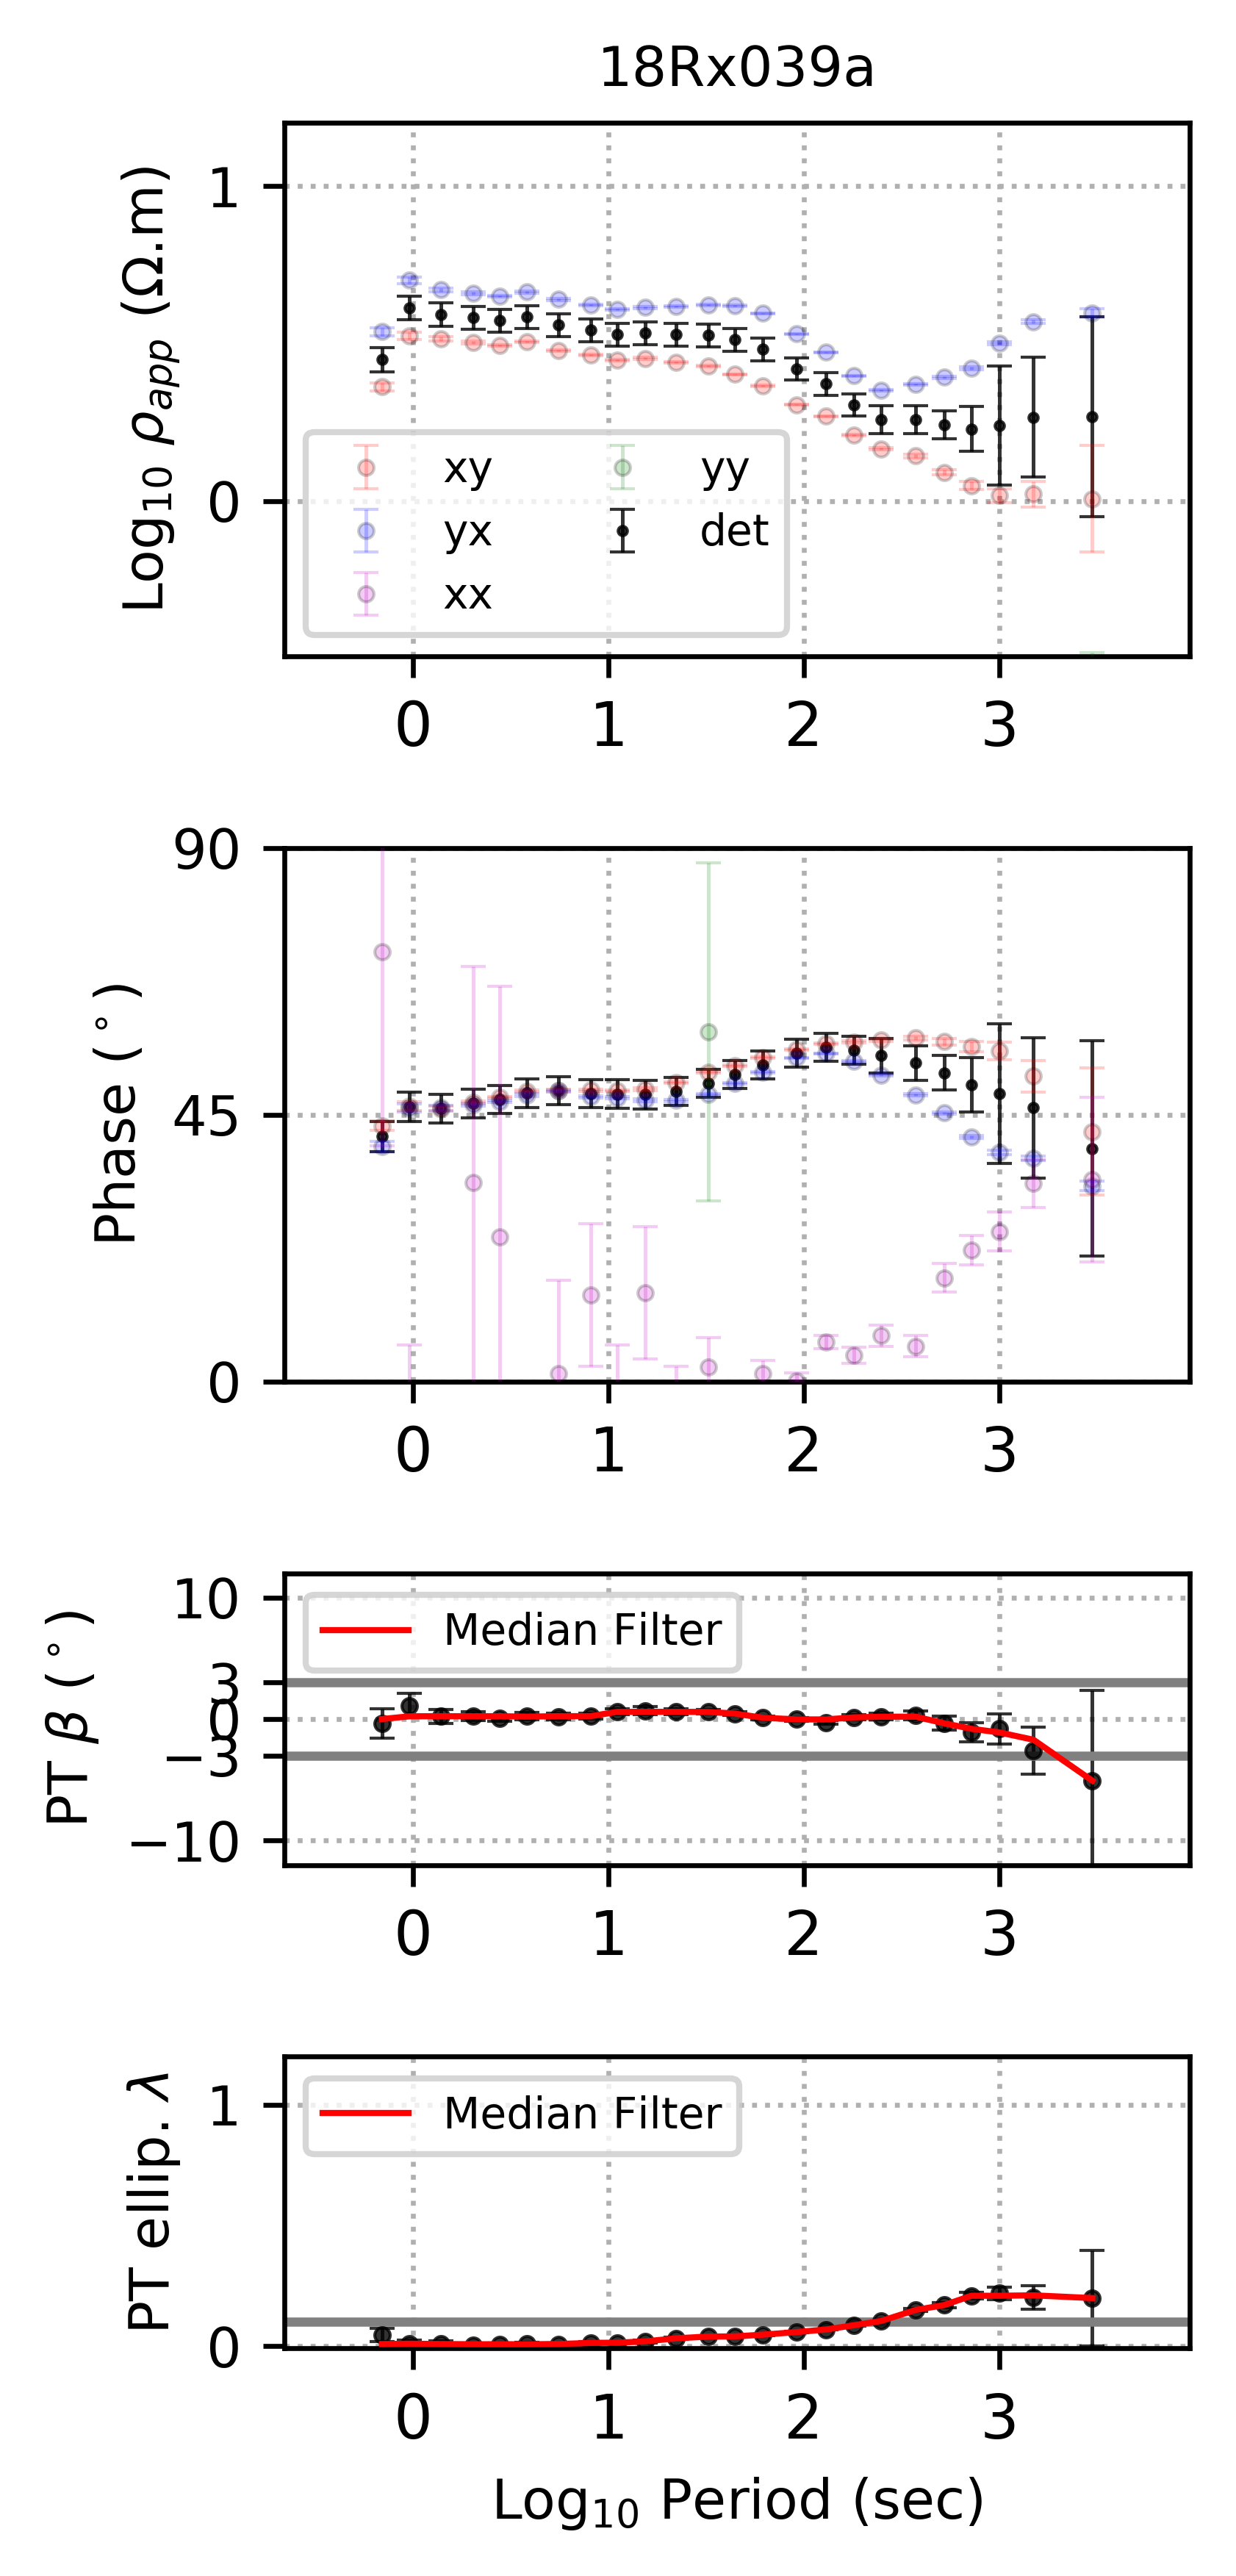 18Rx039a
Log₁₀ ρₐₚₚ (Ω.m)
1
0
xy
yx
xx
yy
det
0 1 2 3
Phase (°)
90
45
0
0 1 2 3
PT β (°)
10
3
0
−3
−10
Median Filter
0 1 2 3
PT ellip. λ
1
0
Median Filter
0 1 2 3
Log₁₀ Period (sec)